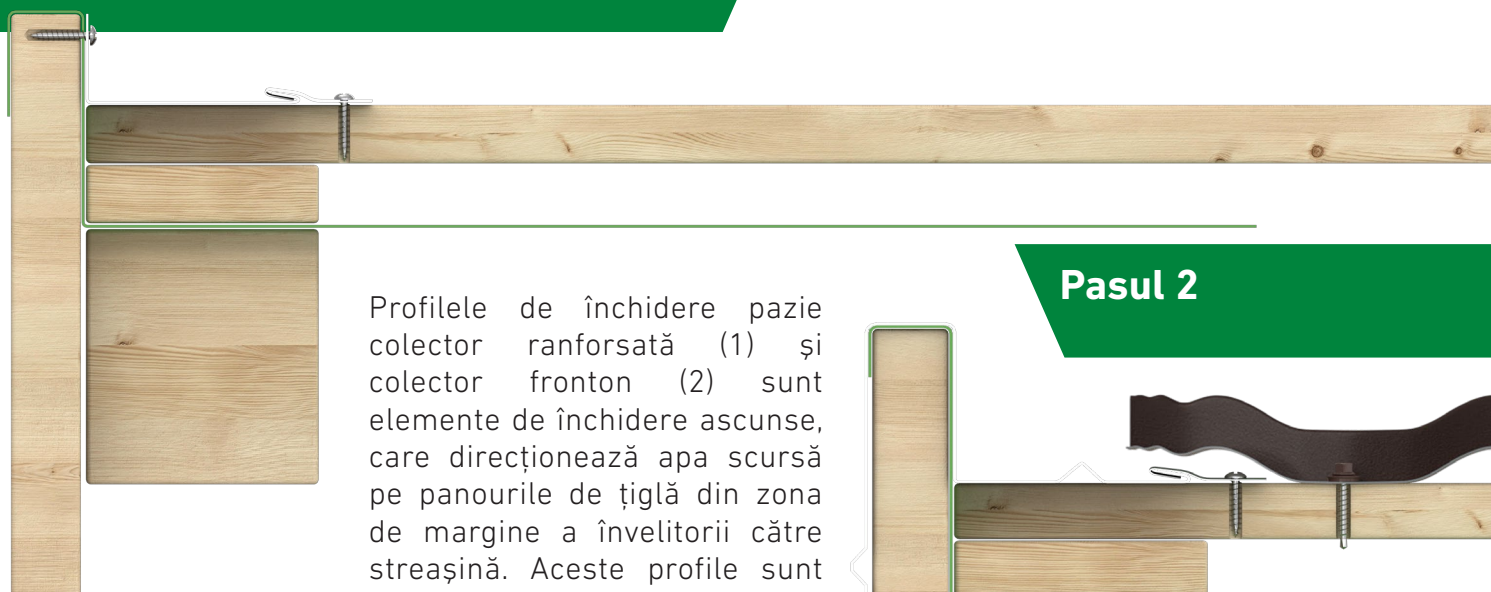 Profilele de închidere pazie
colector ranforsată (1) și
colector fronton (2) sunt
elemente de închidere ascunse,
care direcționează apa scursă
pe panourile de țiglă din zona
de margine a învelitorii către
streașină. Aceste profile sunt
Pasul 2